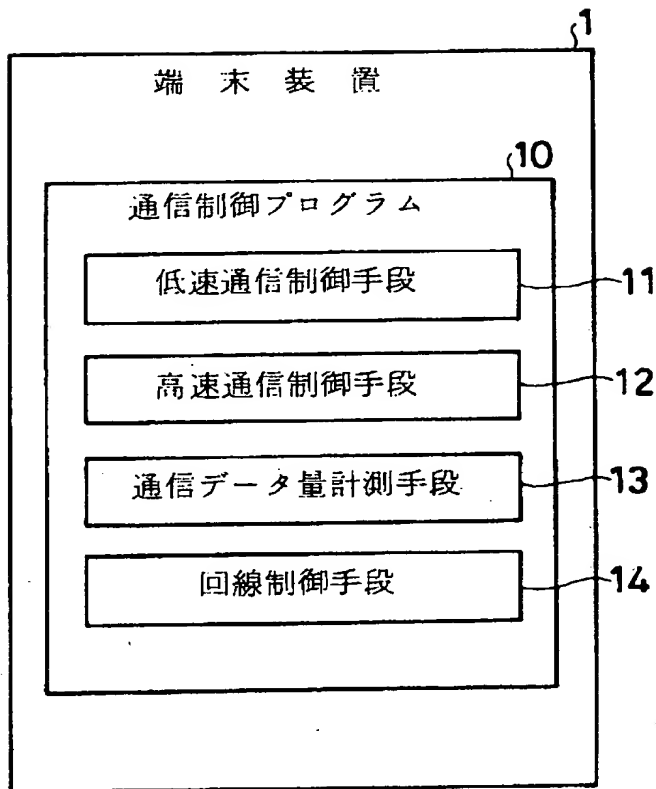 1
端末装置
10
通信制御プログラム
低速通信制御手段 11
高速通信制御手段 12
通信データ量計測手段 13
回線制御手段 14